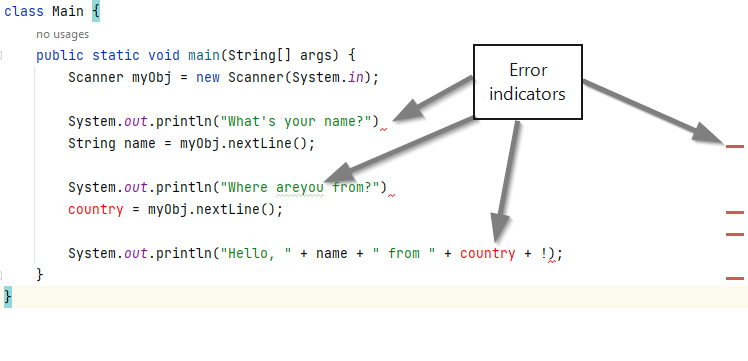 class Main {
no usages
public static void main(String[] args) {
Scanner myObj = new Scanner(System.in);
Error
indicators
System.out.println("What's your name?")
String name = myObj.nextLine();
System.out.println("Where areyou from?")
country = myObj.nextLine();
System.out.println("Hello, " + name + " from " + country + !);
}
}